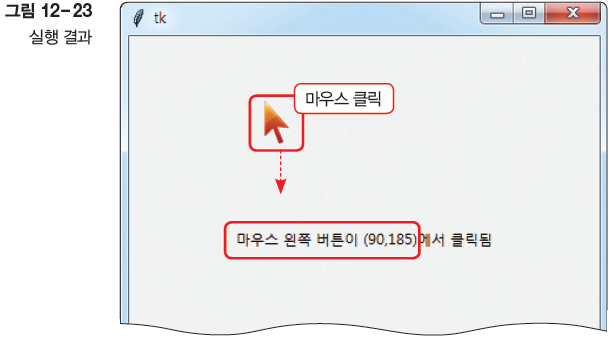 그림 12-23
실행 결과
tk
마우스 클릭
마우스 왼쪽 버튼이 (90,185)에서 클릭됨